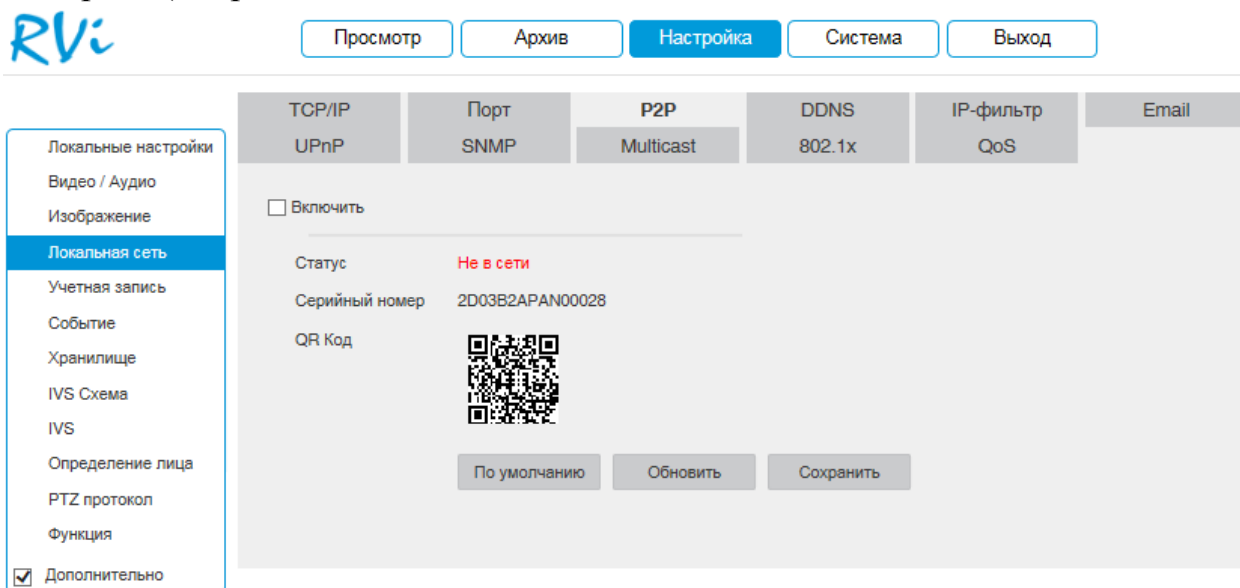 RVi
Просмотр Архив Настройка Система Выход
TCP/IP Порт P2P DDNS IP-фильтр Email
UPnP SNMP Multicast 802.1x QoS
Локальные настройки
Видео / Аудио
Изображение
Локальная сеть
Учетная запись
Событие
Хранилище
IVS Схема
IVS
Определение лица
PTZ протокол
Функция
Дополнительно
Включить
Статус Не в сети
Серийный номер 2D03B2APAN00028
QR Код
По умолчанию Обновить Сохранить